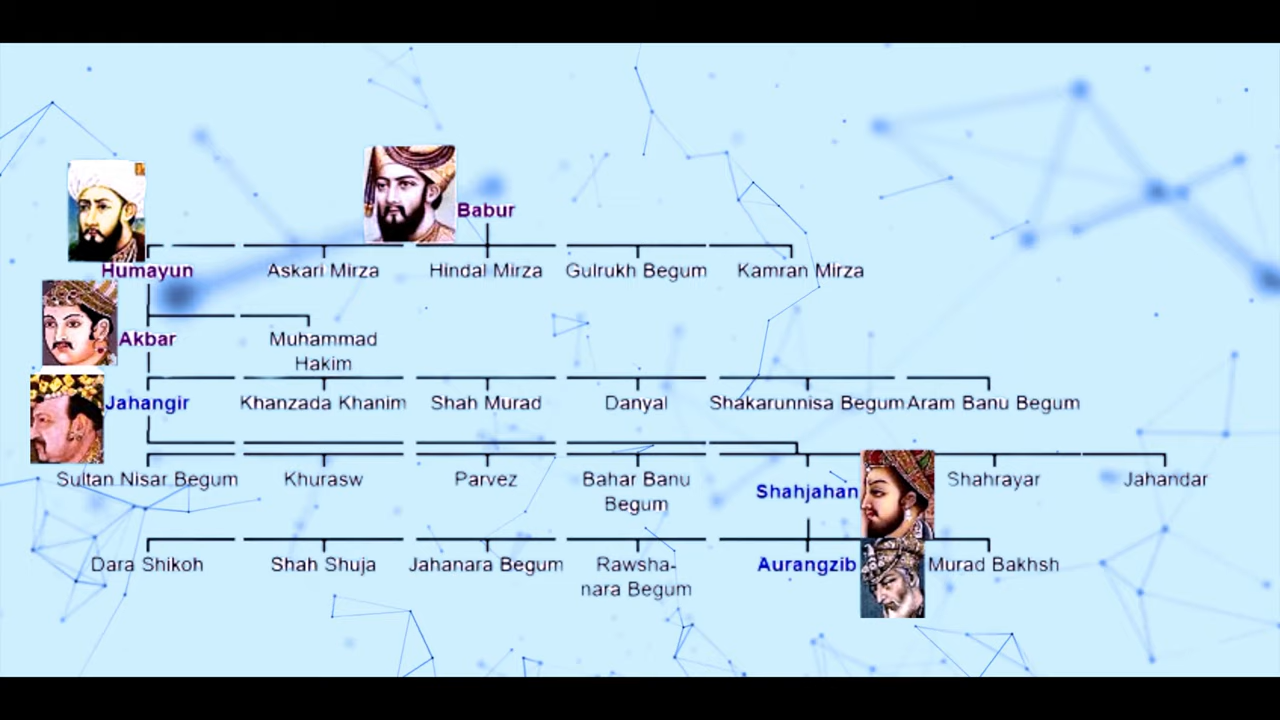 Babur
Humayun
Askari Mirza
Hindal Mirza
Gulrukh Begum
Kamran Mirza
Akbar
Muhammad
Hakim
Jahangir
Khanzada Khanim
Shah Murad
Danyal
Shakarunnisa Begum
Aram Banu Begum
Sultan Nisar Begum
Khurasw
Parvez
Bahar Banu
Begum
Shahjahan
Shahrayar
Jahandar
Dara Shikoh
Shah Shuja
Jahanara Begum
Rawsha-
nara Begum
Aurangzib
Murad Bakhsh